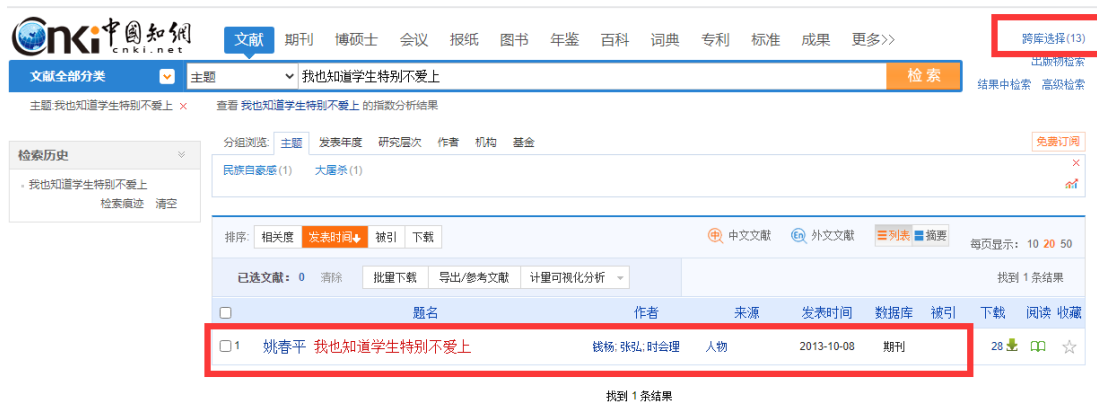 cnki 中国知网
cnki.net
文献 期刊 博硕士 会议 报纸 图书 年鉴 百科 词典 专利 标准 成果 更多>>
跨库选择(13)
出版物检索
文献全部分类 主题 我也知道学生特别不爱上 检索
结果中检索 高级检索
主题:我也知道学生特别不爱上 × 查看 我也知道学生特别不爱上 的指数分析结果
检索历史
我也知道学生特别不爱上
检索痕迹 清空
分组浏览: 主题 发表年度 研究层次 作者 机构 基金 免费订阅
民族自豪感(1) 大屠杀(1) ×
排序: 相关度 发表时间↓ 被引 下载 中 中文文献 En 外文文献 列表 摘要 每页显示: 10 20 50
已选文献: 0 清除 批量下载 导出/参考文献 计量可视化分析 找到 1 条结果
题名 作者 来源 发表时间 数据库 被引 下载 阅读 收藏
1 姚春平 我也知道学生特别不爱上 钱杨;张弘;时会理 人物 2013-10-08 期刊 28
找到 1 条结果